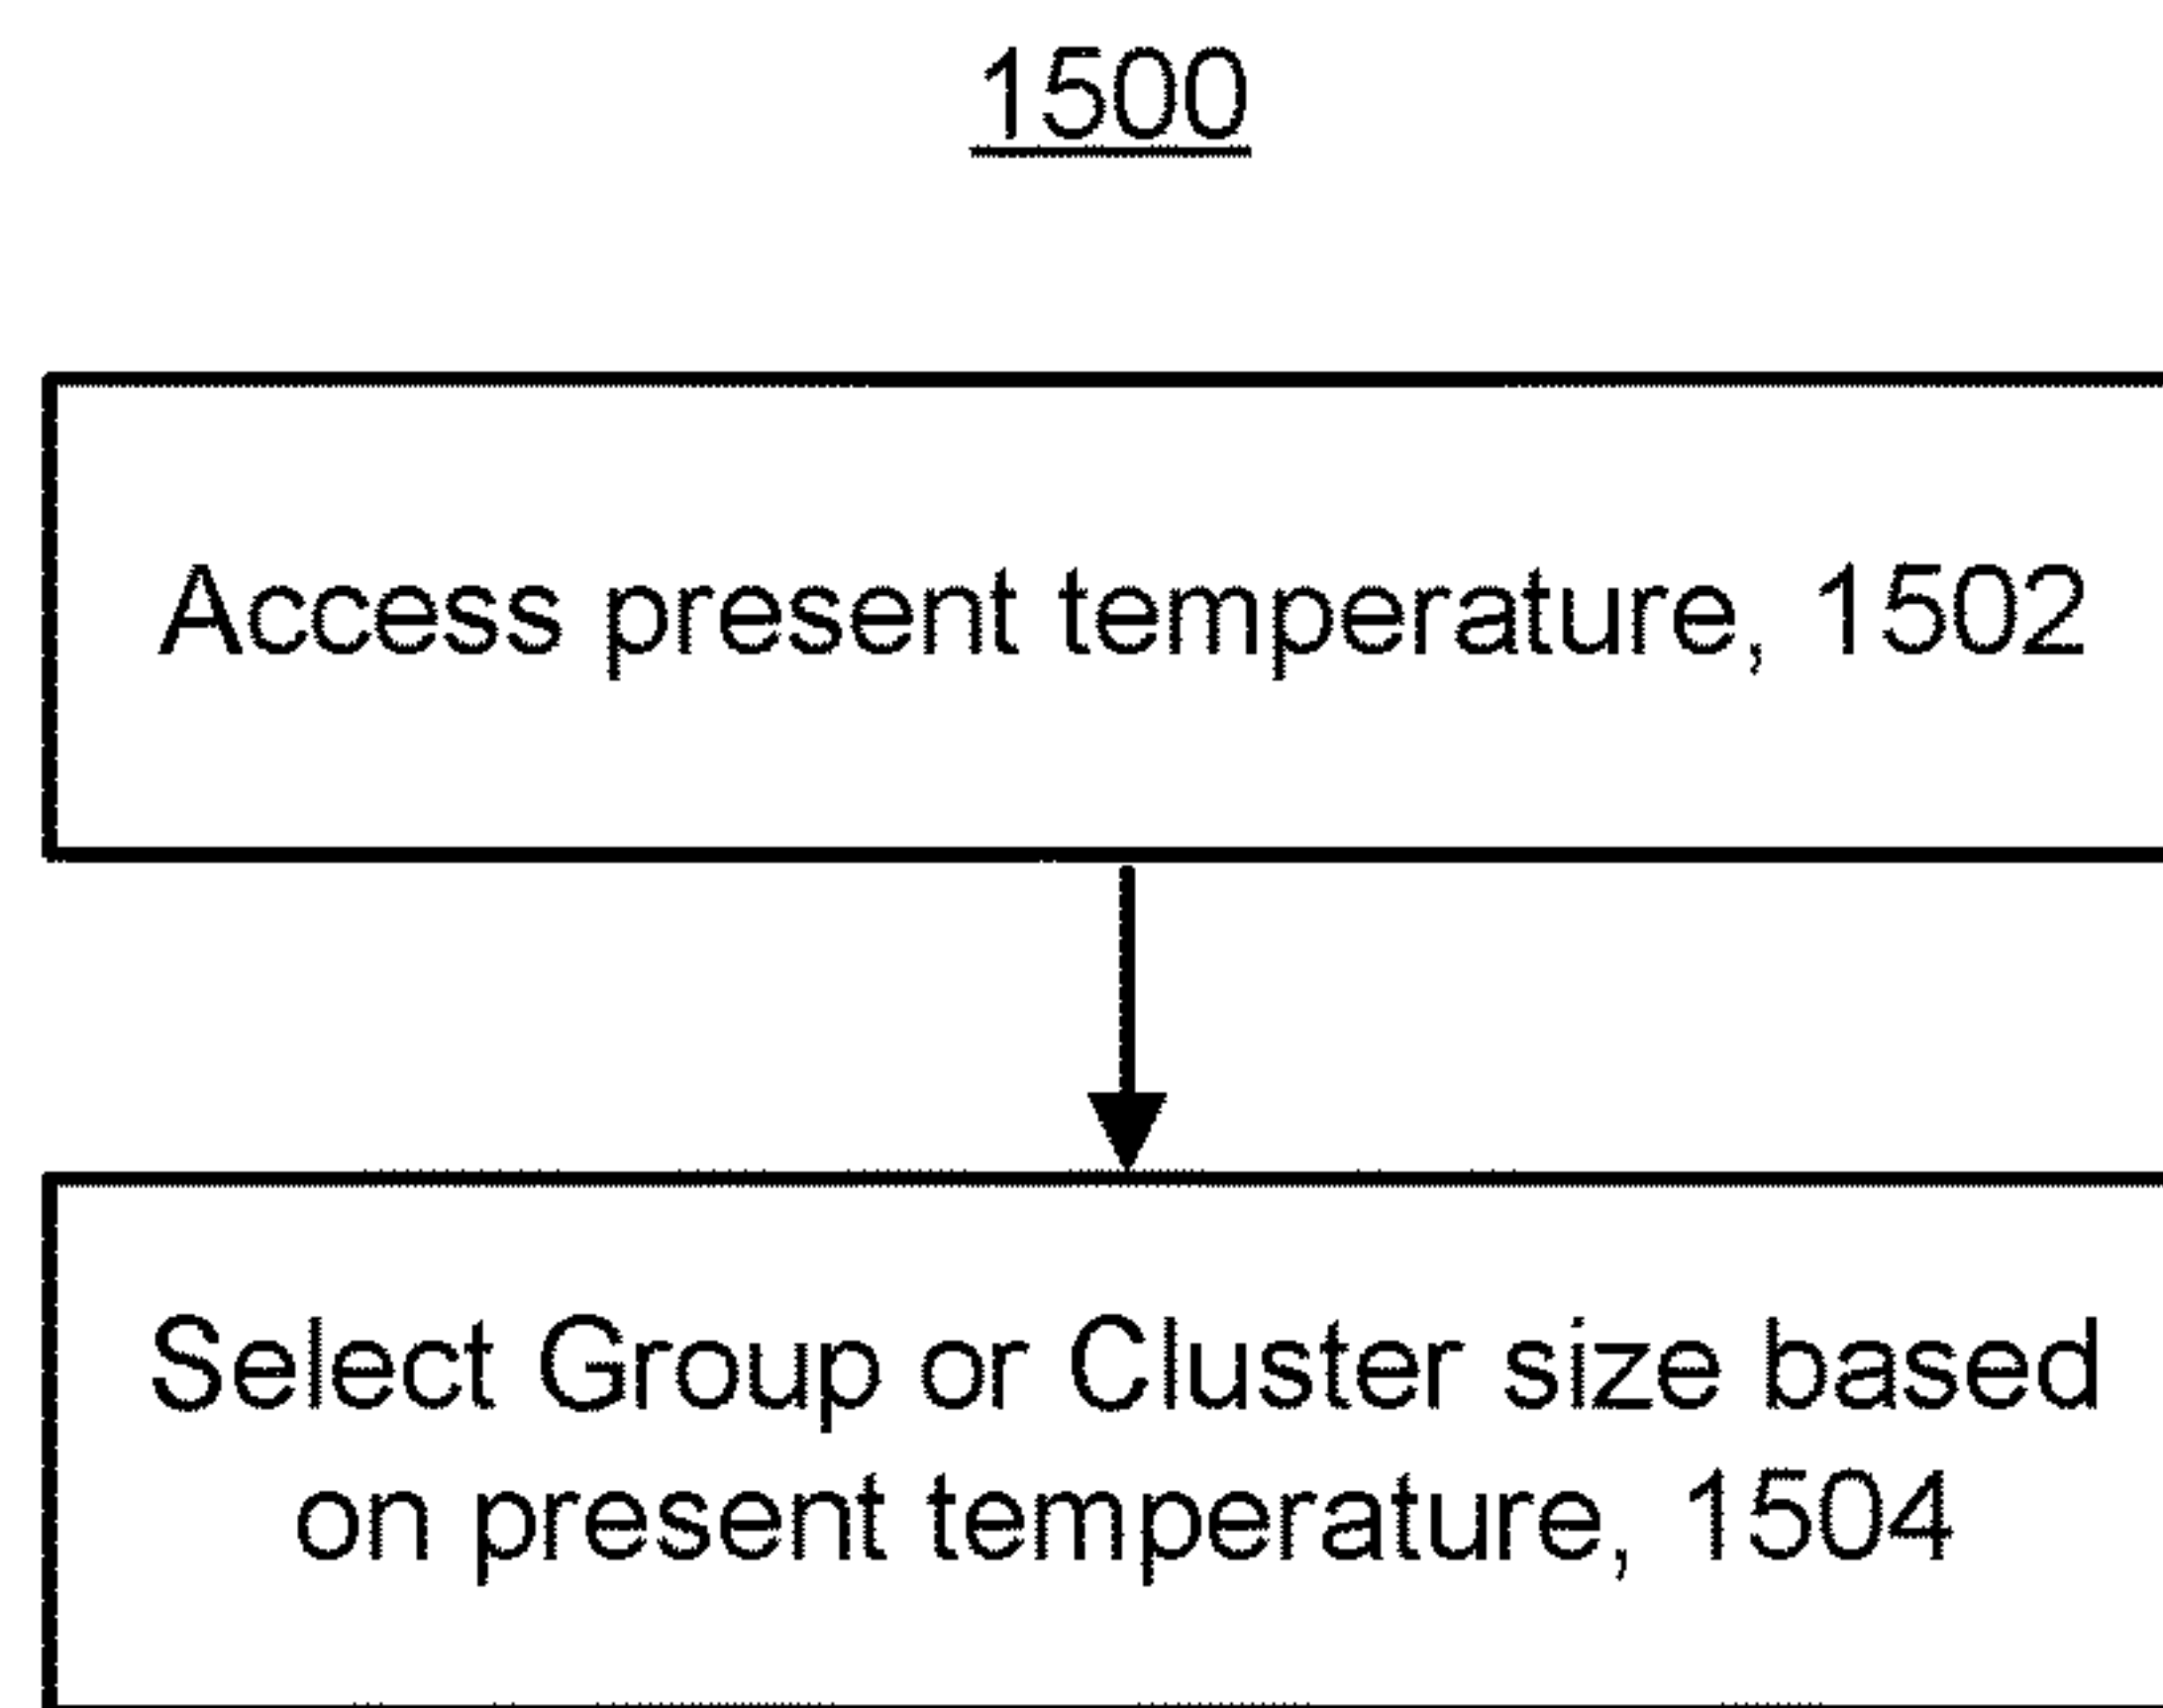 1500
Access present temperature, 1502
Select Group or Cluster size based
on present temperature, 1504